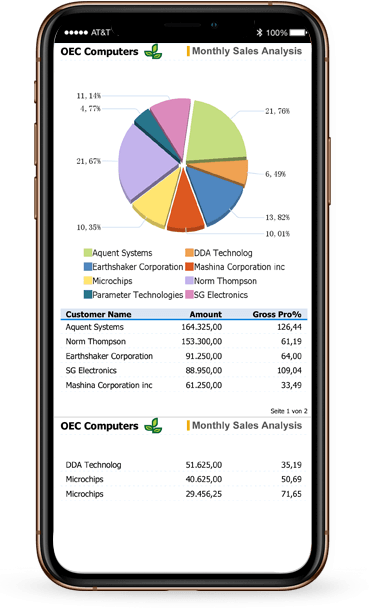 AT&T 100%
OEC Computers Monthly Sales Analysis
11, 14%
4, 77%
21, 76%
21, 67%
6, 49%
10, 35%
13, 82%
10, 01%
Aquent Systems DDA Technolog
Earthshaker Corporation Mashina Corporation inc
Microchips Norm Thompson
Parameter Technologies SG Electronics
Customer Name Amount Gross Pro%
Aquent Systems 164.325,00 126,44
Norm Thompson 153.300,00 61,19
Earthshaker Corporation 91.250,00 64,00
SG Electronics 88.950,00 109,04
Mashina Corporation inc 61.250,00 33,49
Seite 1 von 2
OEC Computers Monthly Sales Analysis
DDA Technolog 51.625,00 35,19
Microchips 40.625,00 50,69
Microchips 29.456,25 71,65